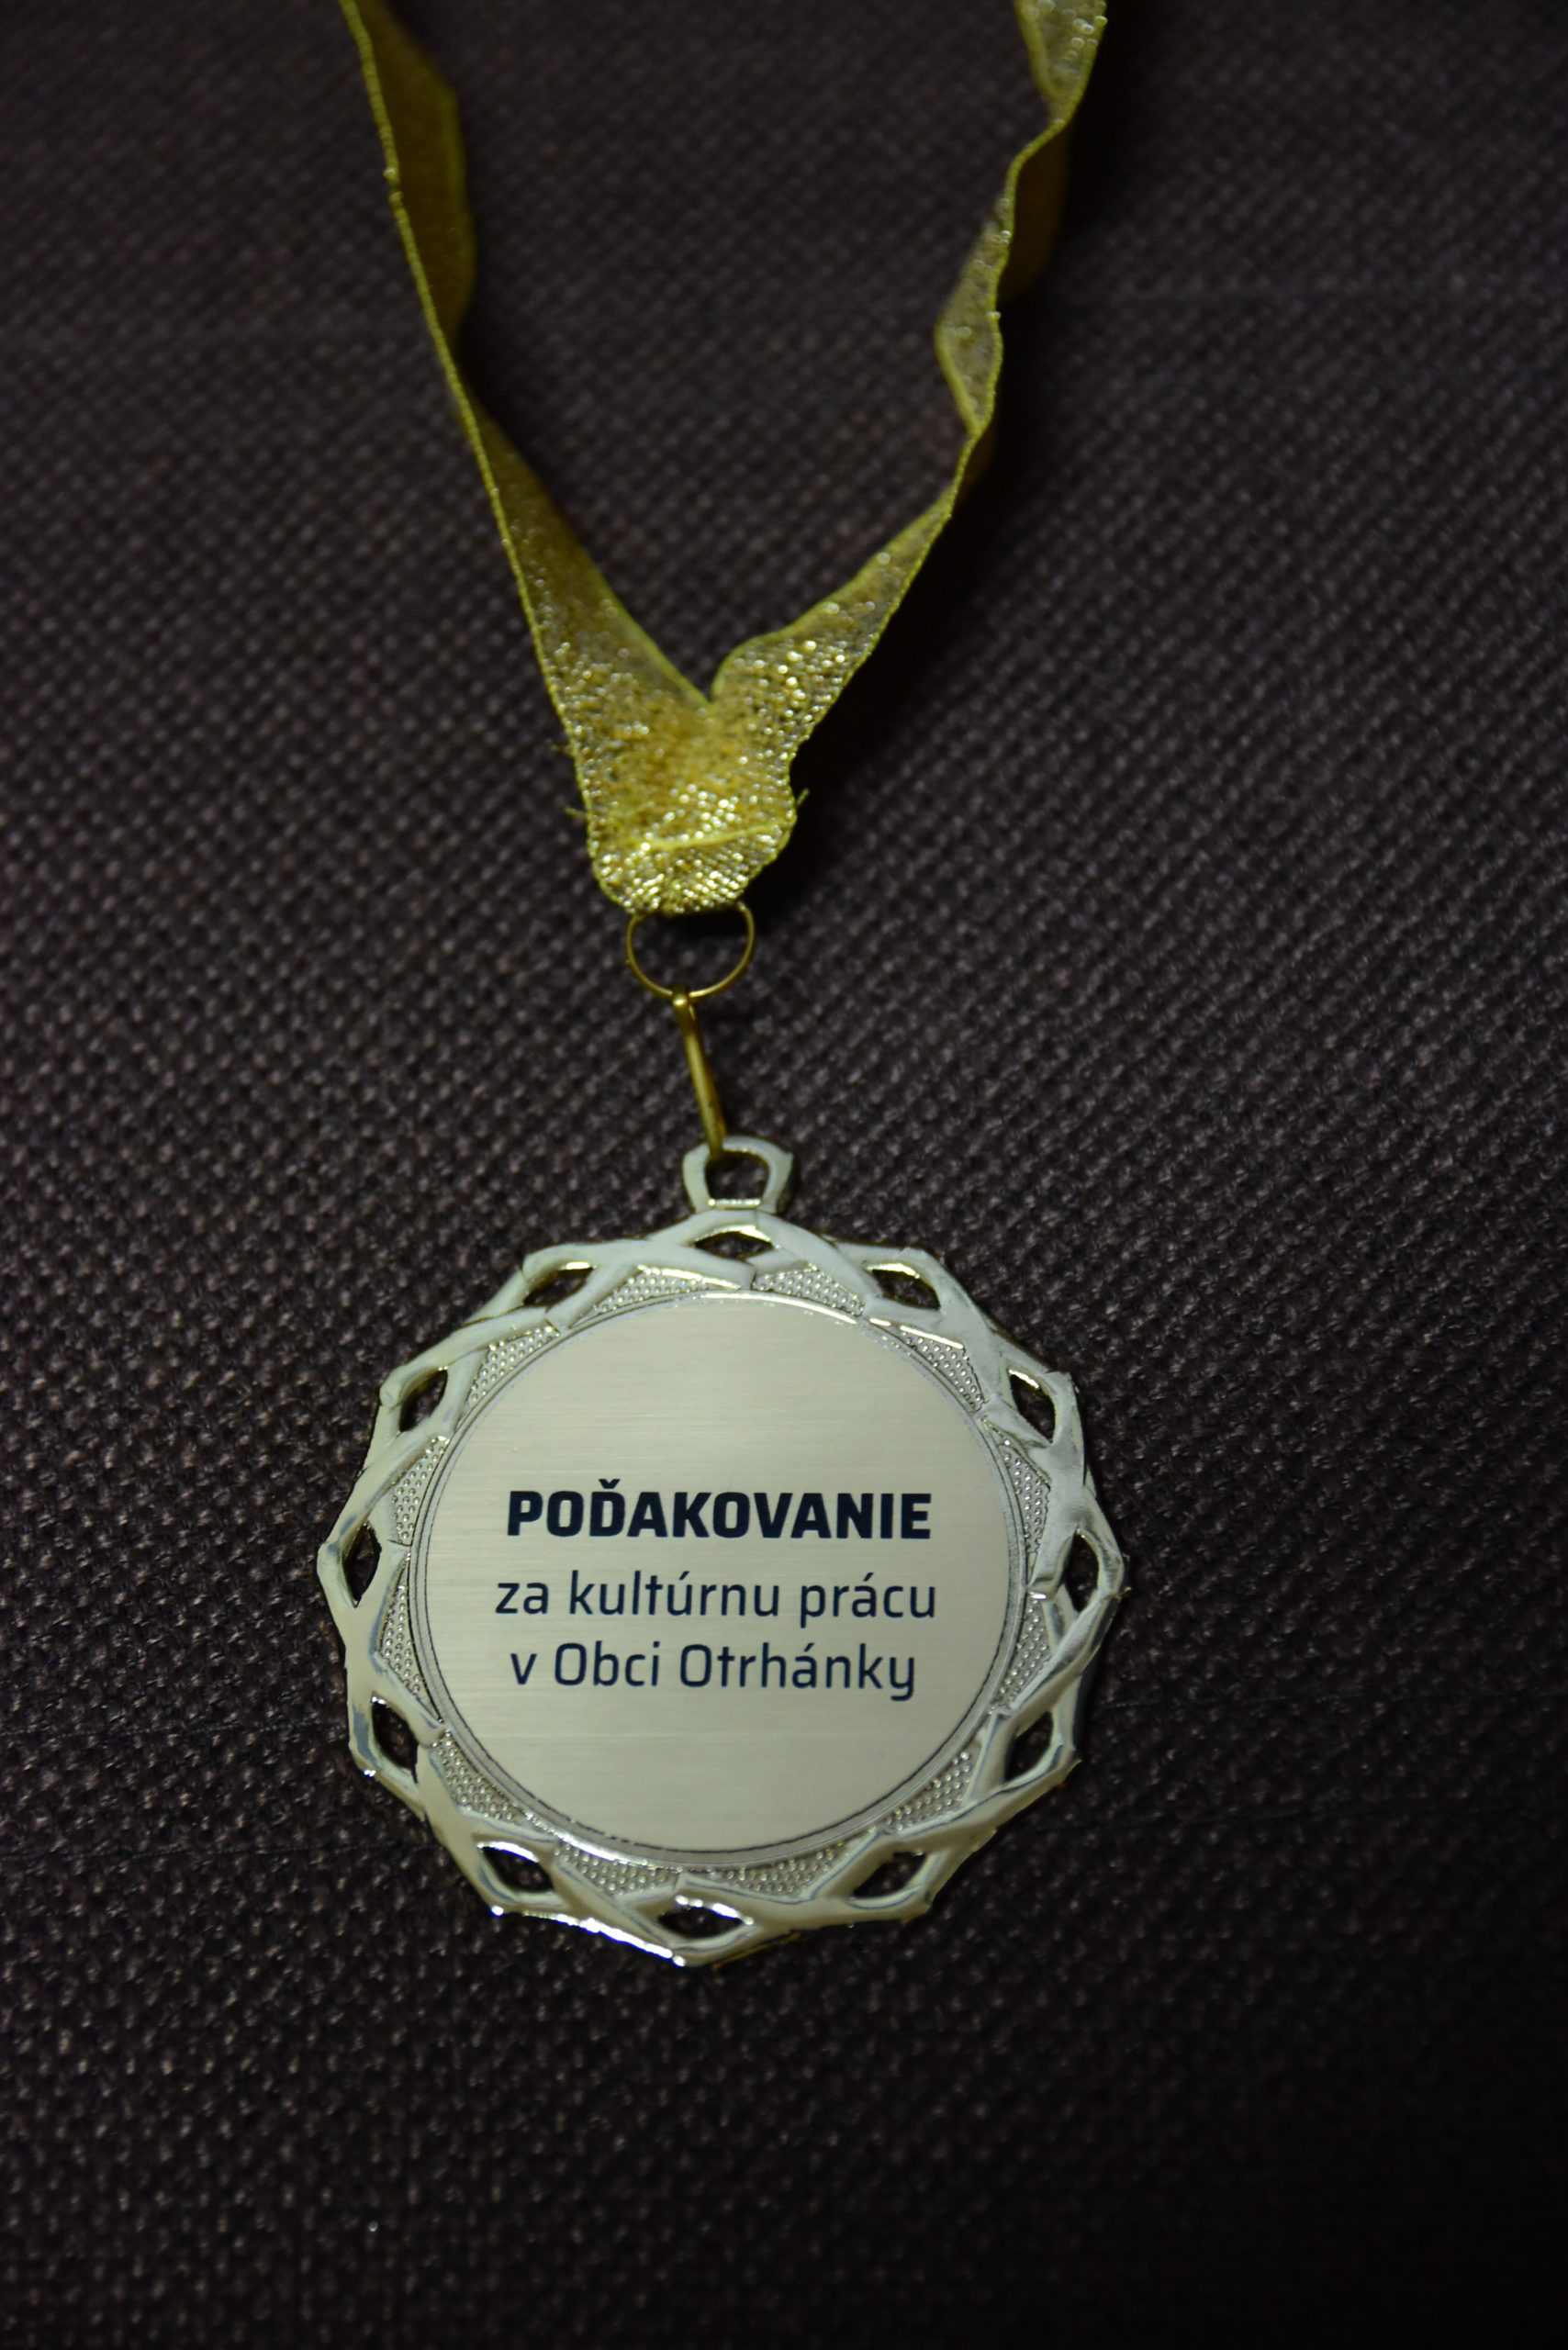 POĎAKOVANIE
za kultúrnu prácu
v Obci Otrhánky